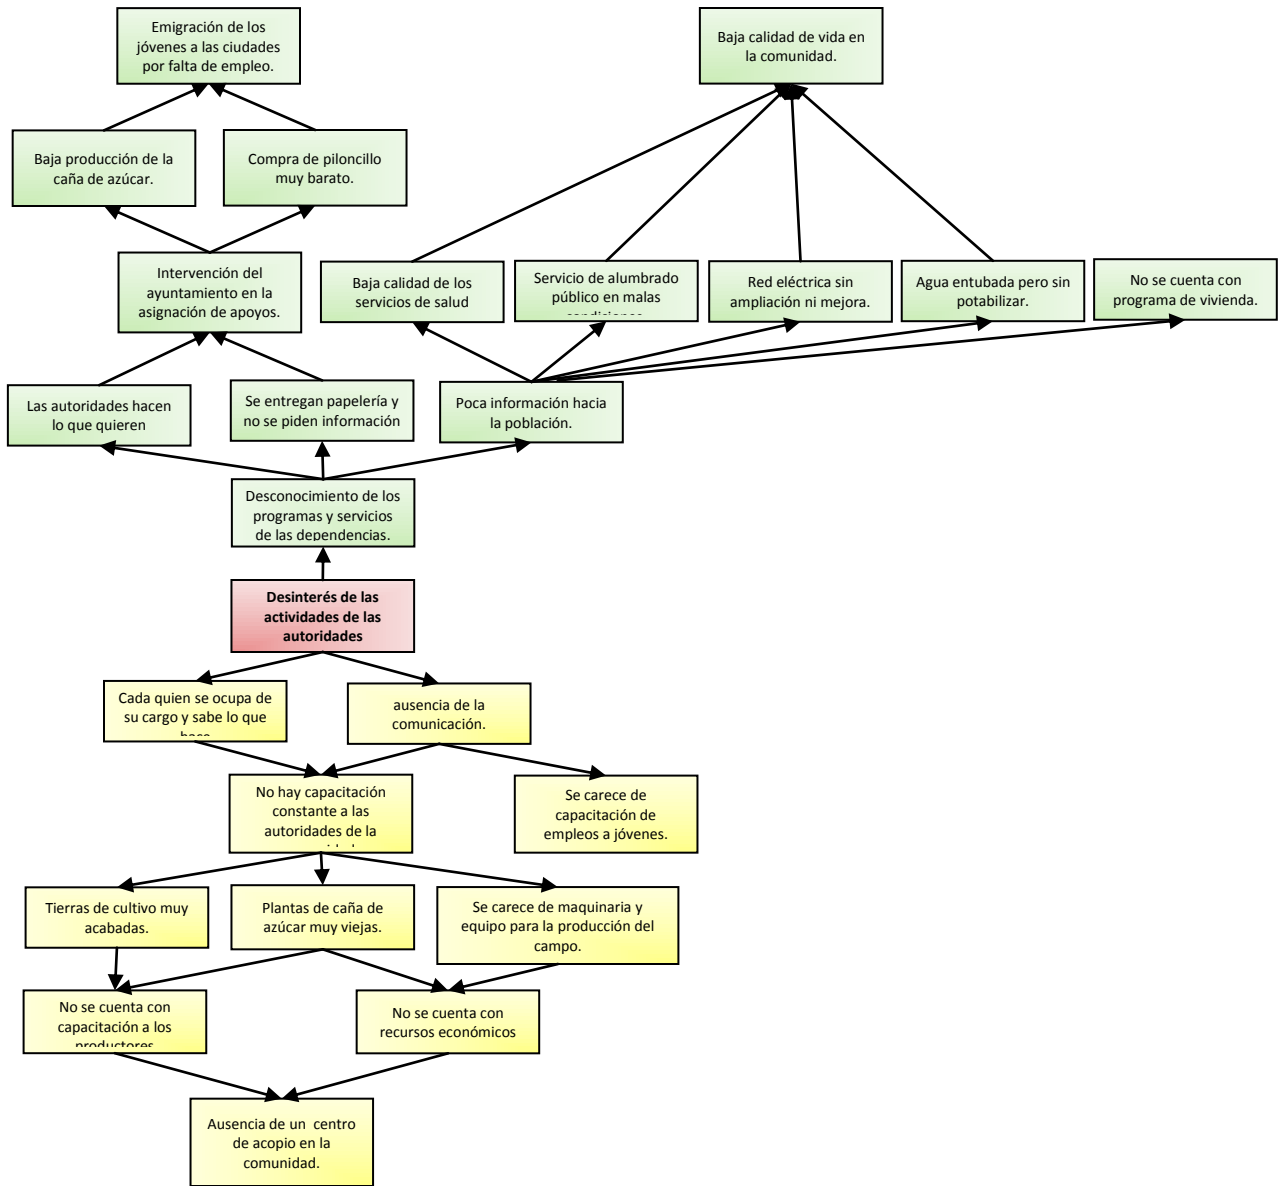 Emigración de los
jóvenes a las ciudades
por falta de empleo.
Baja calidad de vida en
la comunidad.
Baja producción de la
caña de azúcar.
Compra de piloncillo
muy barato.
Intervención del
ayuntamiento en la
asignación de apoyos.
Baja calidad de los
servicios de salud
Servicio de alumbrado
público en malas
Red eléctrica sin
ampliación ni mejora.
Agua entubada pero sin
potabilizar.
No se cuenta con
programa de vivienda.
Las autoridades hacen
lo que quieren
Se entregan papelería y
no se piden información
Poca información hacia
la población.
Desconocimiento de los
programas y servicios
de las dependencias.
Desinterés de las
actividades de las
autoridades
Cada quien se ocupa de
su cargo y sabe lo que
ausencia de la
comunicación.
No hay capacitación
constante a las
autoridades de la
Se carece de
capacitación de
empleos a jóvenes.
Tierras de cultivo muy
acabadas.
Plantas de caña de
azúcar muy viejas.
Se carece de maquinaria y
equipo para la producción del
campo.
No se cuenta con
capacitación a los
productores
No se cuenta con
recursos económicos
Ausencia de un centro
de acopio en la
comunidad.